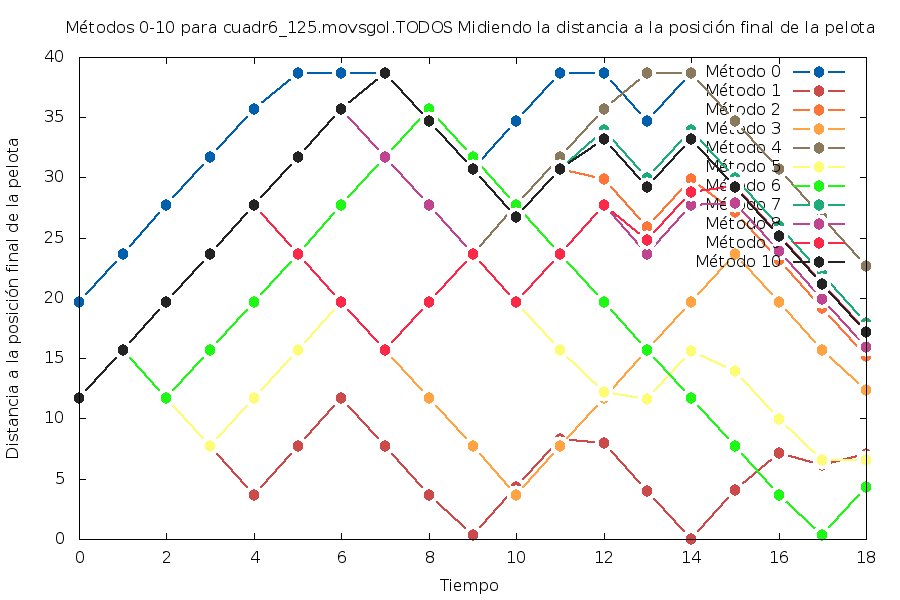 Métodos 0-10 para cuadr6_125.movsgol.TODOS Midiendo la distancia a la posición final de la pelota
Distancia a la posición final de la pelota
40
35
30
25
20
15
10
5
0
0 2 4 6 8 10 12 14 16 18
Tiempo
Método 0
Método 1
Método 2
Método 3
Método 4
Método 5
Método 6
Método 7
Método 8
Método
Método 10